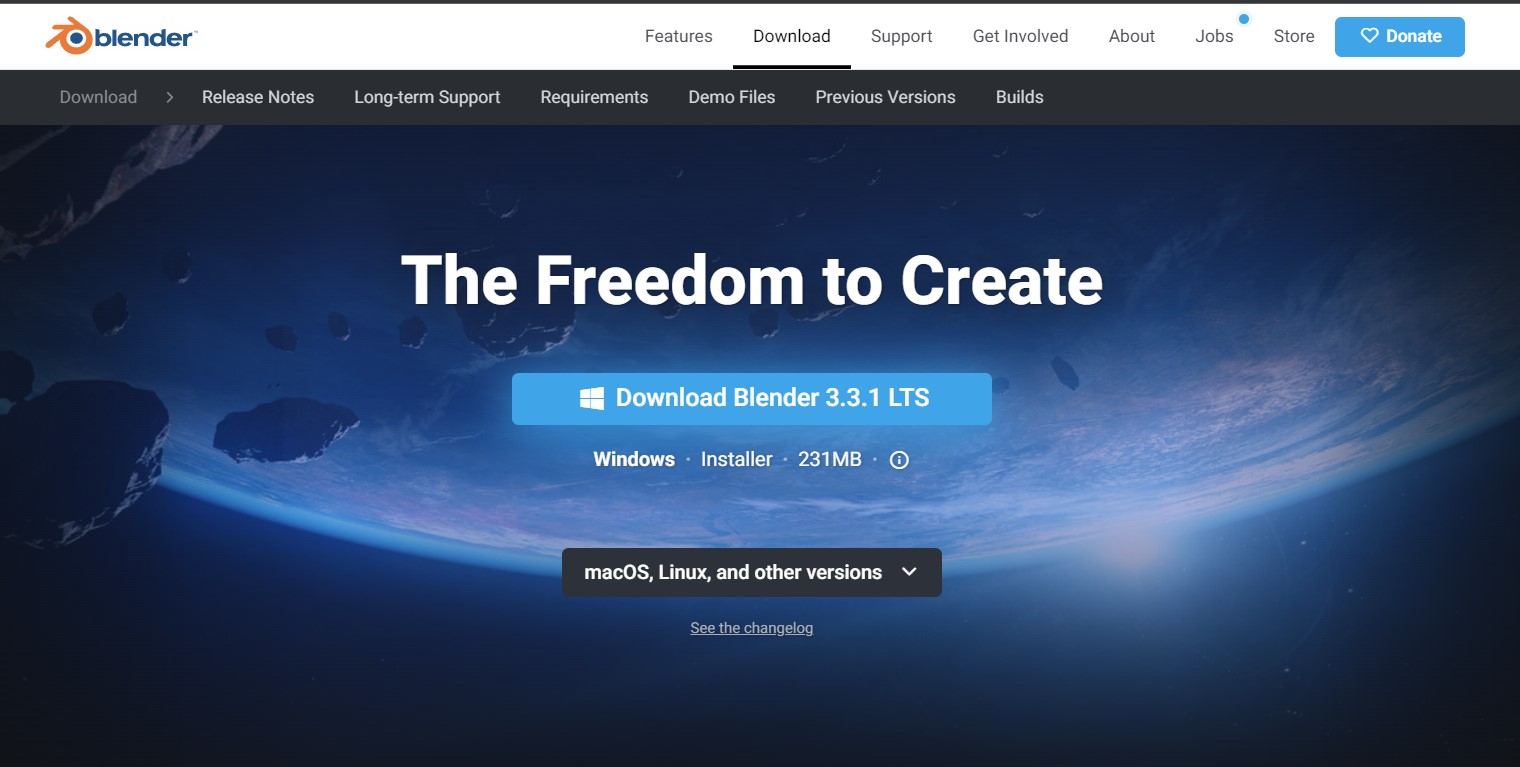 blender™
Features Download Support Get Involved About Jobs Store Donate
Download > Release Notes Long-term Support Requirements Demo Files Previous Versions Builds
The Freedom to Create
Download Blender 3.3.1 LTS
Windows · Installer · 231MB ·
macOS, Linux, and other versions
See the changelog